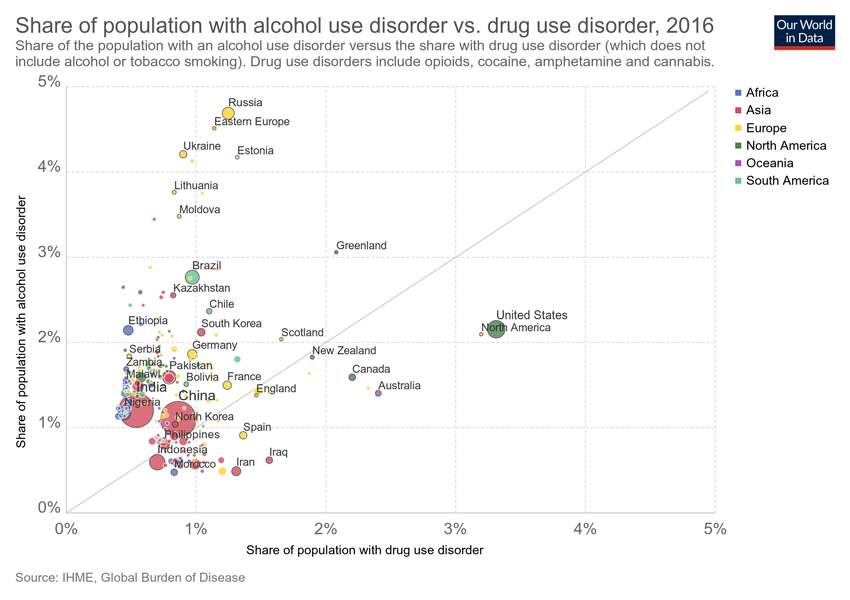 Share of population with alcohol use disorder vs. drug use disorder, 2016
Our World
in Data
Share of the population with an alcohol use disorder versus the share with drug use disorder (which does not
include alcohol or tobacco smoking). Drug use disorders include opioids, cocaine, amphetamine and cannabis.
5%
Africa
Asia
Europe
North America
Oceania
South America
Russia
Eastern Europe
Ukraine
Estonia
4%
Lithuania
Moldova
Greenland
3%
Brazil
Kazakhstan
Chile
Ethiopia
South Korea
United States
North America
Scotland
2%
Serbia
Germany
New Zealand
Zambia
Pakistan
Malawi
Bolivia
France
Canada
India
England
Australia
China
Nigeria
North Korea
1%
Philippines
Spain
Indonesia
Morocco
Iran
Iraq
0%
0%
1%
2%
3%
4%
5%
Share of population with alcohol use disorder
Share of population with drug use disorder
Source: IHME, Global Burden of Disease